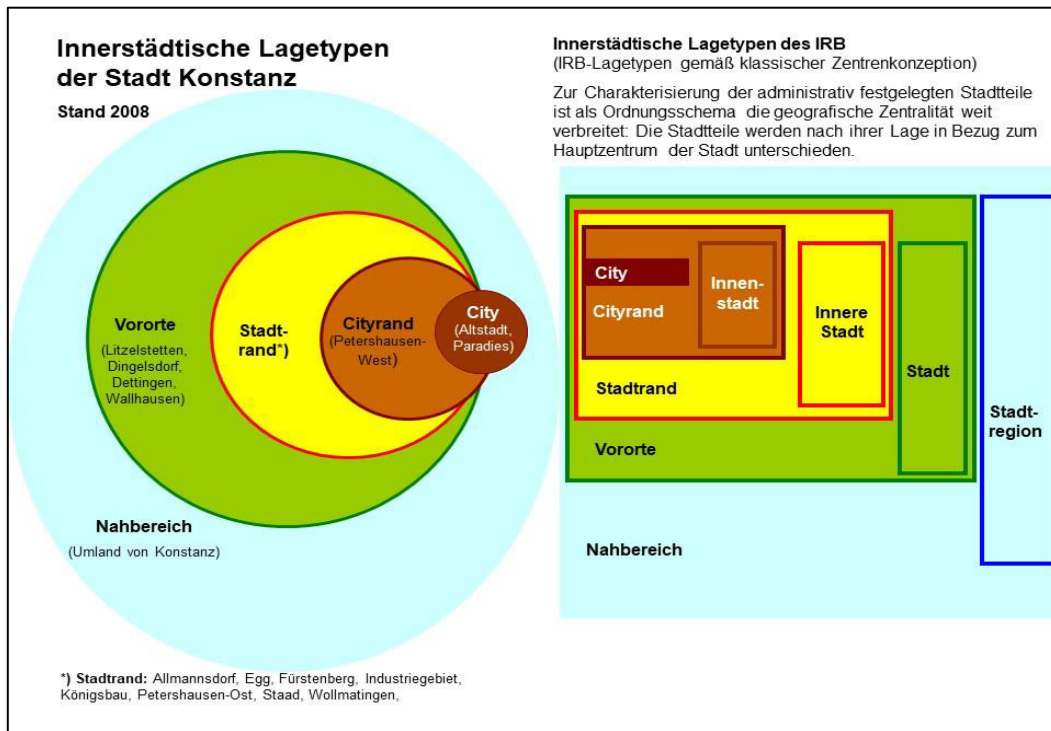 Innerstädtische Lagetypen
der Stadt Konstanz
Stand 2008
Vororte
(Litzelstetten,
Dingelsdorf,
Dettingen,
Wallhausen)
Stadt-
rand*)
Cityrand
(Petershausen-
West)
City
(Altstadt,
Paradies)
Nahbereich
(Umland von Konstanz)
*) Stadtrand: Allmannsdorf, Egg, Fürstenberg, Industriegebiet,
Königsbau, Petershausen-Ost, Staad, Wollmatingen,
Innerstädtische Lagetypen des IRB
(IRB-Lagetypen gemäß klassischer Zentrenkonzeption)
Zur Charakterisierung der administrativ festgelegten Stadtteile
ist als Ordnungsschema die geografische Zentralität weit
verbreitet: Die Stadtteile werden nach ihrer Lage in Bezug zum
Hauptzentrum der Stadt unterschieden.
City
Cityrand
Innen-
stadt
Stadtrand
Innere
Stadt
Vororte
Stadt
Nahbereich
Stadt-
region